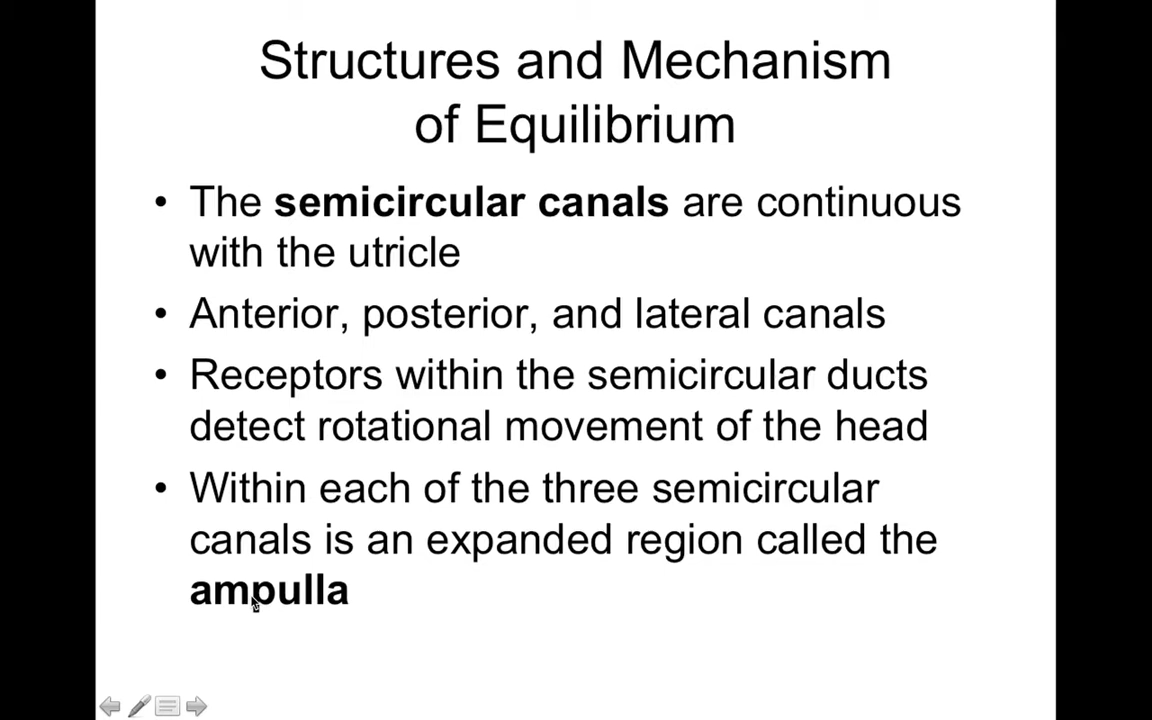 Structures and Mechanism
of Equilibrium
• The semicircular canals are continuous
with the utricle
• Anterior, posterior, and lateral canals
• Receptors within the semicircular ducts
detect rotational movement of the head
• Within each of the three semicircular
canals is an expanded region called the
ampulla